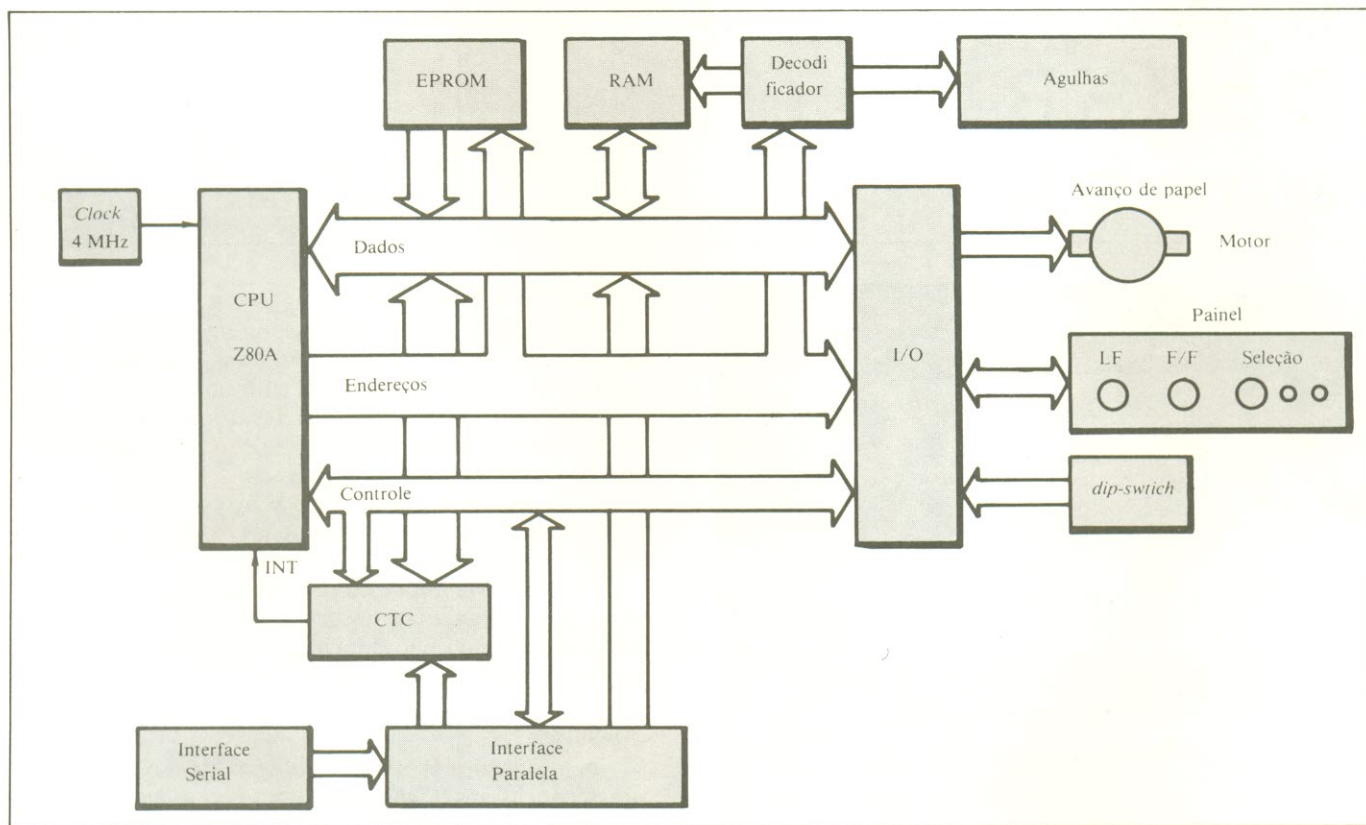 EPROM
RAM
Decodi
ficador
Agulhas
Clock
4 MHz
CPU
Z80A
Dados
Endereços
Controle
INT
CTC
I/O
Avanço de papel
Motor
Painel
LF F/F Seleção
dip-swtich
Interface
Serial
Interface
Paralela